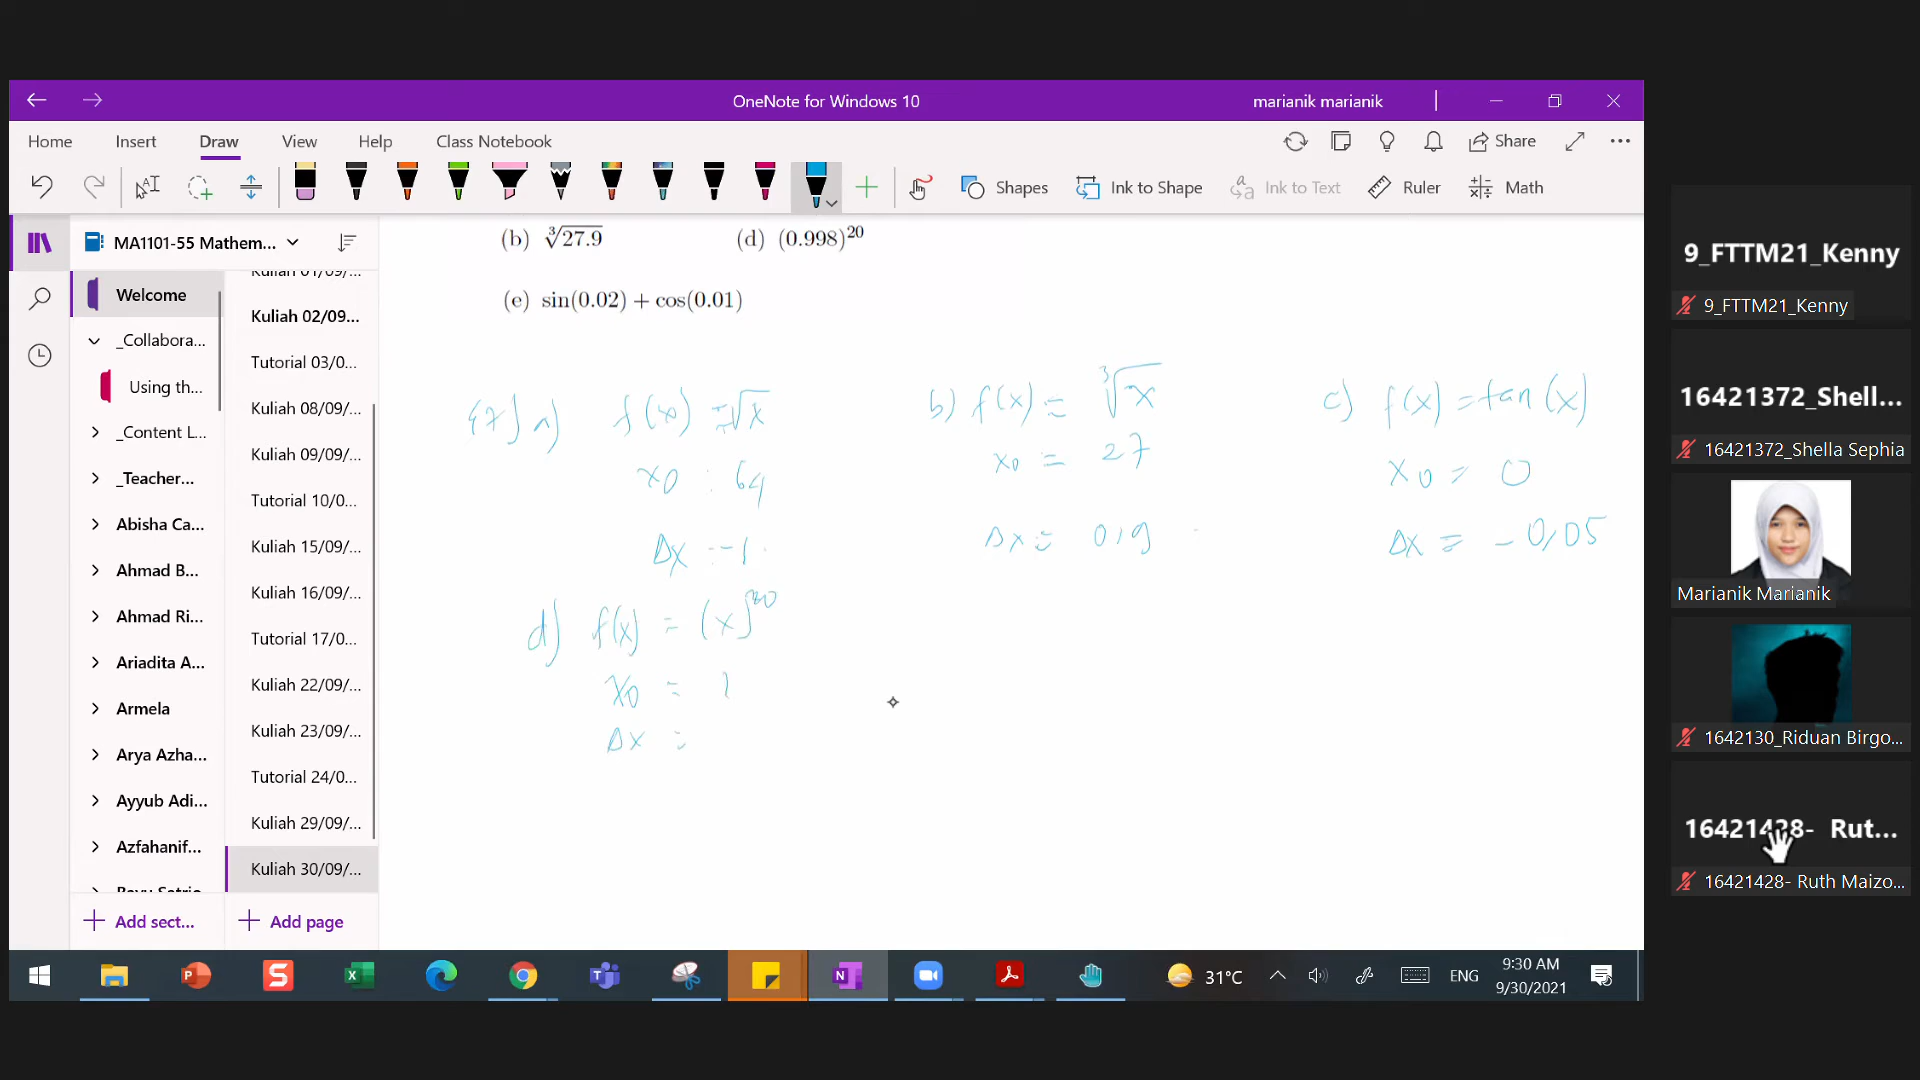 OneNote for Windows 10
marianik marianik
Home Insert Draw View Help Class Notebook
Share
Shapes Ink to Shape Ink to Text Ruler Math
MA1101-55 Mathem...
Welcome
_Collabora...
Using th...
_Content L...
_Teacher...
Abisha Ca...
Ahmad B...
Ahmad Ri...
Ariadita A...
Armela
Arya Azha...
Ayyub Adi...
Azfahanif...
Add sect...
Kuliah 01/09/...
Kuliah 02/09...
Tutorial 03/0...
Kuliah 08/09/...
Kuliah 09/09/...
Tutorial 10/0...
Kuliah 15/09/...
Kuliah 16/09/...
Tutorial 17/0...
Kuliah 22/09/...
Kuliah 23/09/...
Tutorial 24/0...
Kuliah 29/09/...
Kuliah 30/09/...
Add page
(b) ∛27.9 (d) (0.998)^20
(e) sin(0.02) + cos(0.01)
a) f(x) = √x
x0 : 64
Δx : -1
b) f(x) = ∛x
x0 = 27
Δx = 0,9
c) f(x) = tan(x)
x0 = 0
Δx = -0,05
d) f(x) = (x)^20
x0 = 1
Δx =
9_FTTM21_Kenny
9_FTTM21_Kenny
16421372_Shell...
16421372_Shella Sephia
Marianik Marianik
1642130_Riduan Birgo...
16421428- Rut...
16421428- Ruth Maizo...
31°C
ENG
9:30 AM
9/30/2021